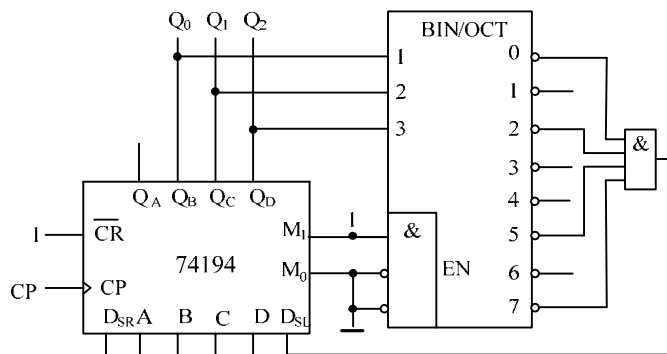 Q0 Q1 Q2
BIN/OCT
1 0
2 1
3 2
3
4
5
6
7
&
&
EN
QA QB QC QD
CR
1
M1 1
74194
M0
CP CP
DSR A B C D DSL